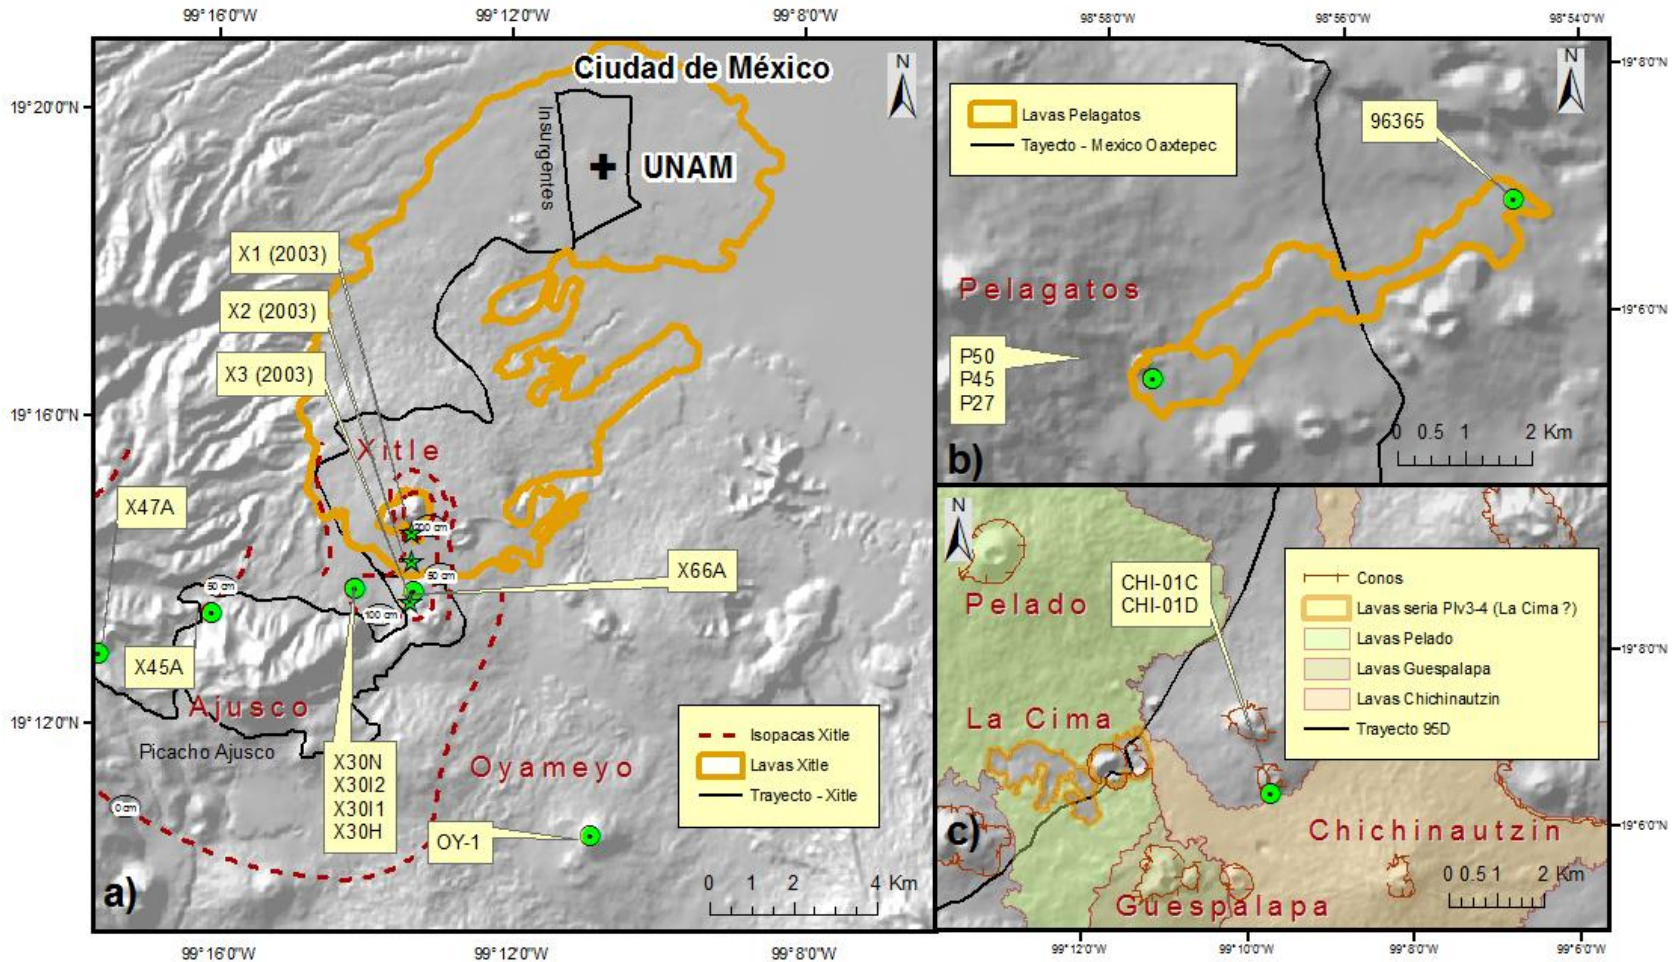 99°16'0"W
99°12'0"W
99°8'0"W
19°20'0"N
19°16'0"N
19°12'0"N
Ciudad de México
N
Insurgentes
UNAM
X1 (2003)
X2 (2003)
X3 (2003)
Xitle
X47A
200 cm
50 cm
X66A
50 cm
100 cm
X45A
Ajusco
Picacho Ajusco
X30N
X30I2
X30I1
X30H
Oyameyo
OY-1
0 cm
Isopacas Xitle
Lavas Xitle
Trayecto - Xitle
0 1 2 4 Km
a)
99°16'0"W
99°12'0"W
99°8'0"W
98°58'0"W
98°56'0"W
98°54'0"W
19°8'0"N
19°6'0"N
Lavas Pelagatos
Tayecto - Mexico Oaxtepec
96365
N
Pelagatos
P50
P45
P27
0 0.5 1 2 Km
b)
N
Pelado
CHI-01C
CHI-01D
Conos
Lavas seria Plv3-4 (La Cima ?)
Lavas Pelado
Lavas Guespalapa
Lavas Chichinautzin
Trayecto 95D
La Cima
Chichinautzin
Guespalapa
0 0.5 1 2 Km
c)
19°8'0"N
19°6'0"N
99°12'0"W
99°10'0"W
99°8'0"W
99°6'0"W